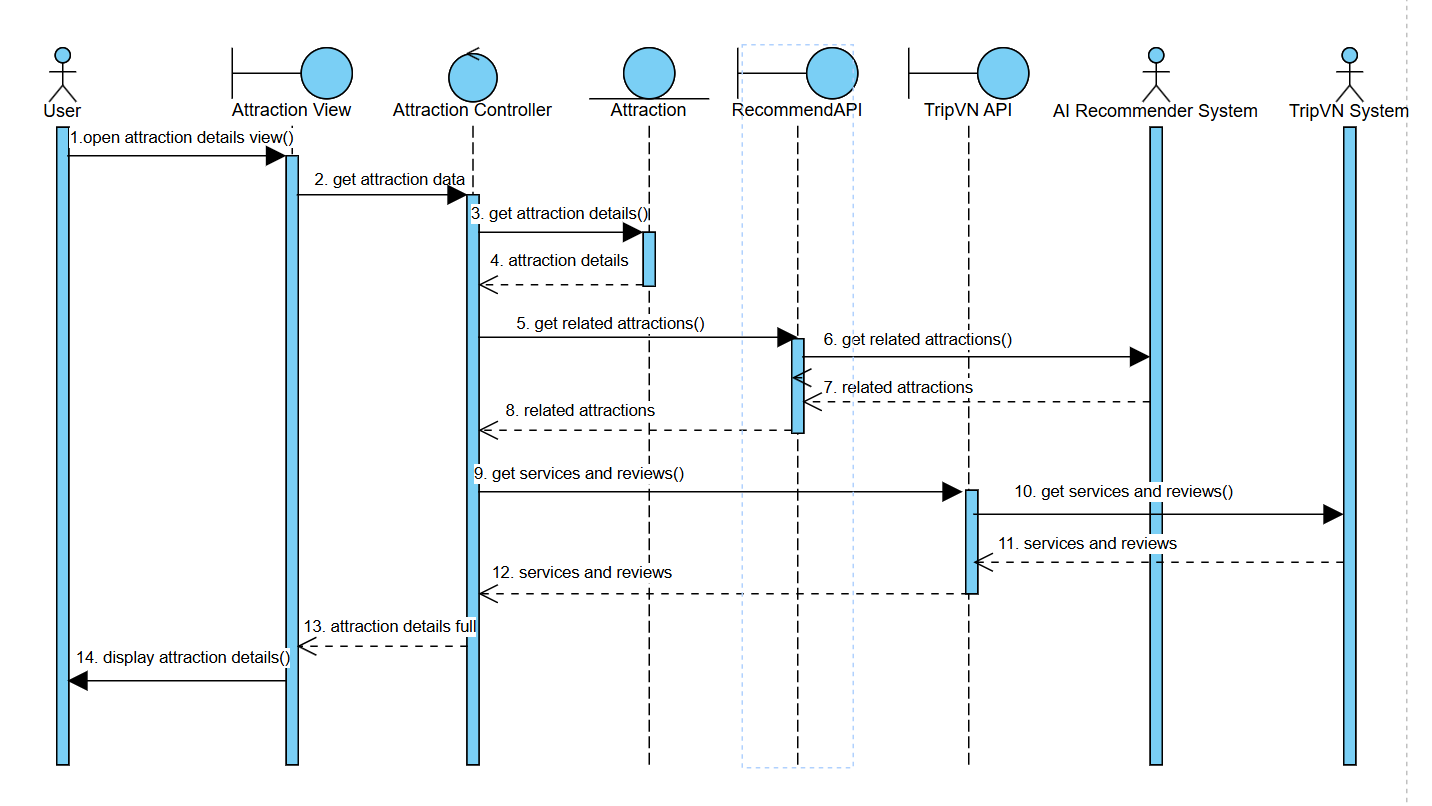 User
Attraction View
Attraction Controller
Attraction
RecommendAPI
TripVN API
AI Recommender System
TripVN System
1.open attraction details view()
2. get attraction data
3. get attraction details()
4. attraction details
5. get related attractions()
6. get related attractions()
7. related attractions
8. related attractions
9. get services and reviews()
10. get services and reviews()
11. services and reviews
12. services and reviews
13. attraction details full
14. display attraction details()